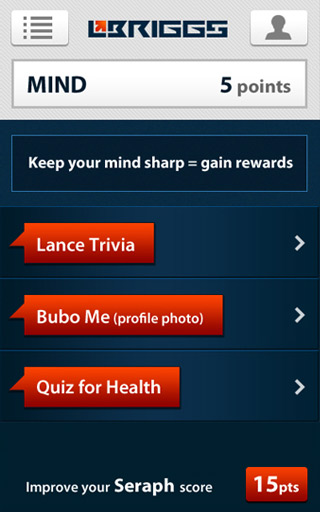 LBRIGGS
MIND 5 points
Keep your mind sharp = gain rewards
Lance Trivia
Bubo Me (profile photo)
Quiz for Health
Improve your Seraph score 15pts